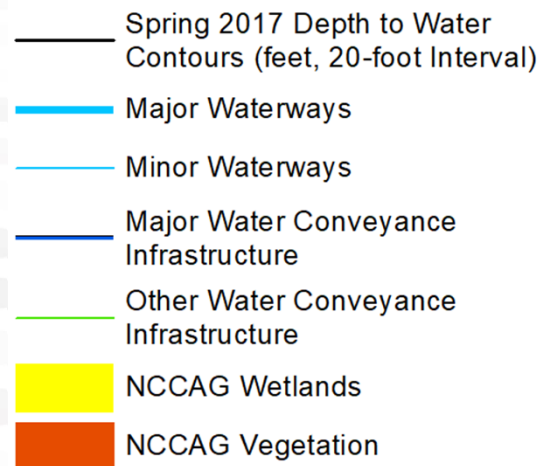 Spring 2017 Depth to Water
Contours (feet, 20-foot Interval)
Major Waterways
Minor Waterways
Major Water Conveyance
Infrastructure
Other Water Conveyance
Infrastructure
NCCAG Wetlands
NCCAG Vegetation